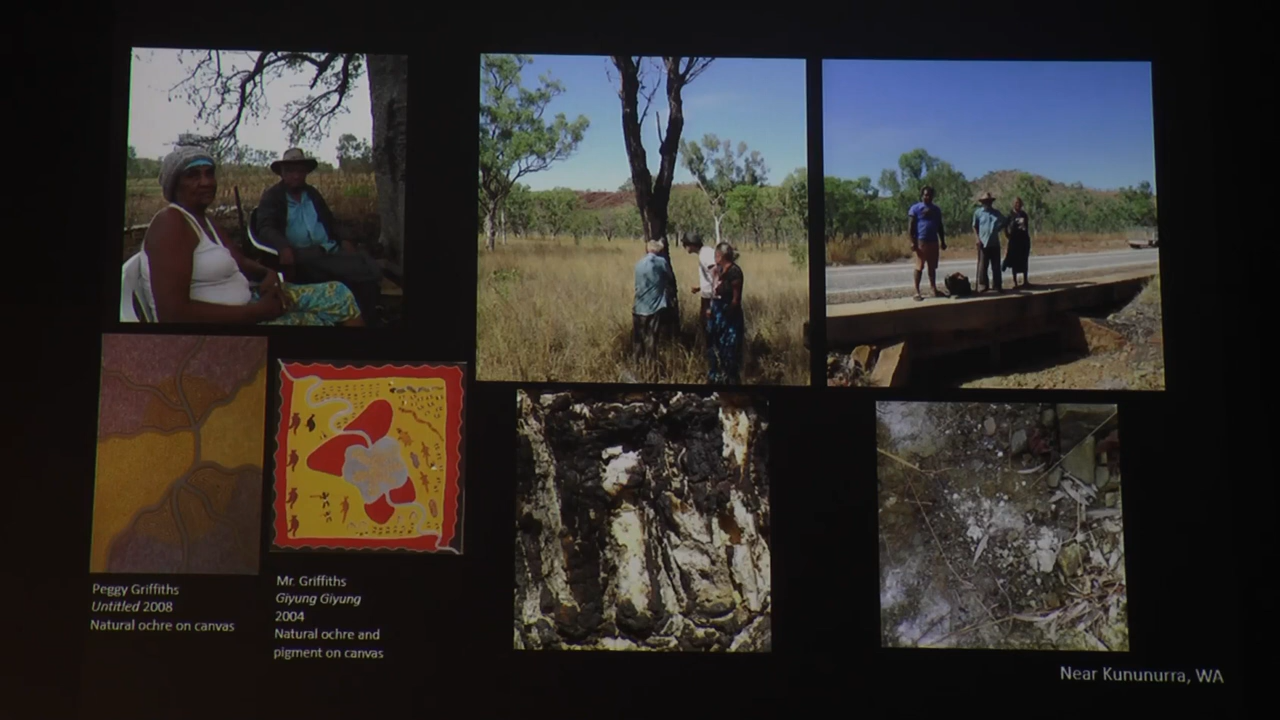 Peggy Griffiths
Untitled 2008
Natural ochre on canvas
Mr. Griffiths
Giyung Giyung
2004
Natural ochre and
pigment on canvas
Near Kununurra, WA